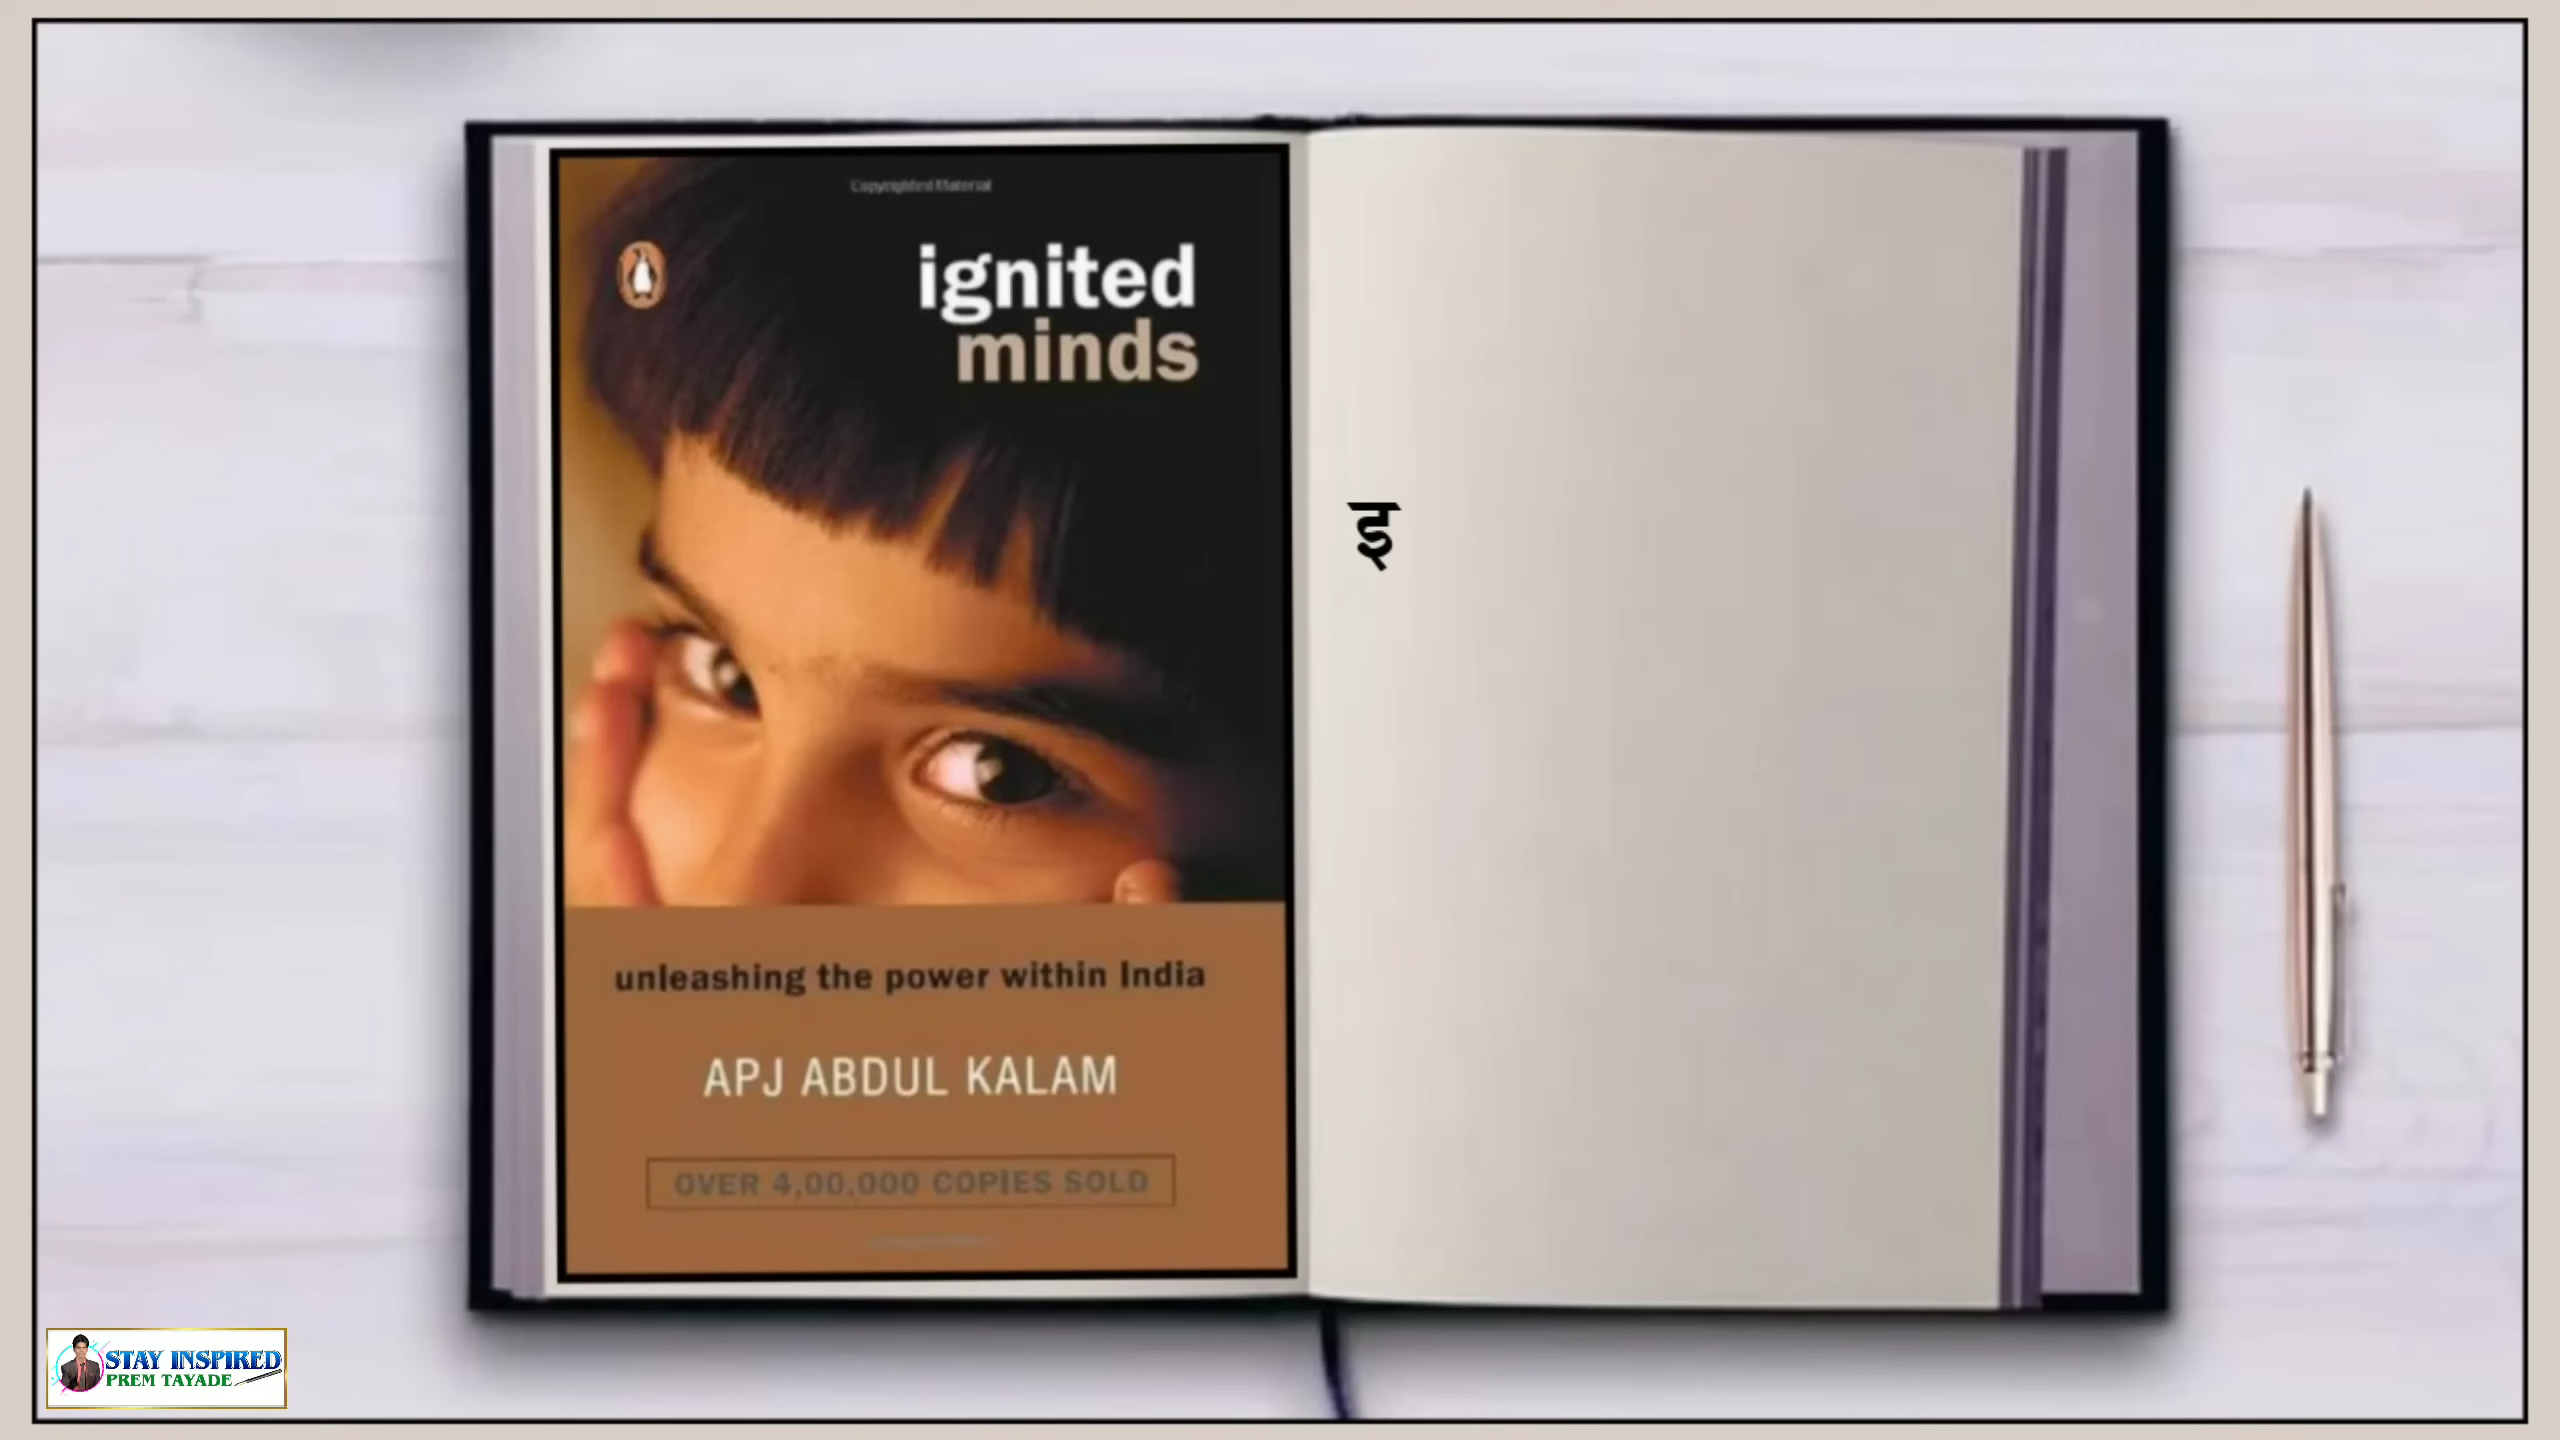 Copyrighted Material
ignited
minds
unleashing the power within India
APJ ABDUL KALAM
OVER 4,00,000 COPIES SOLD
इ
STAY INSPIRED
PREM TAYADE